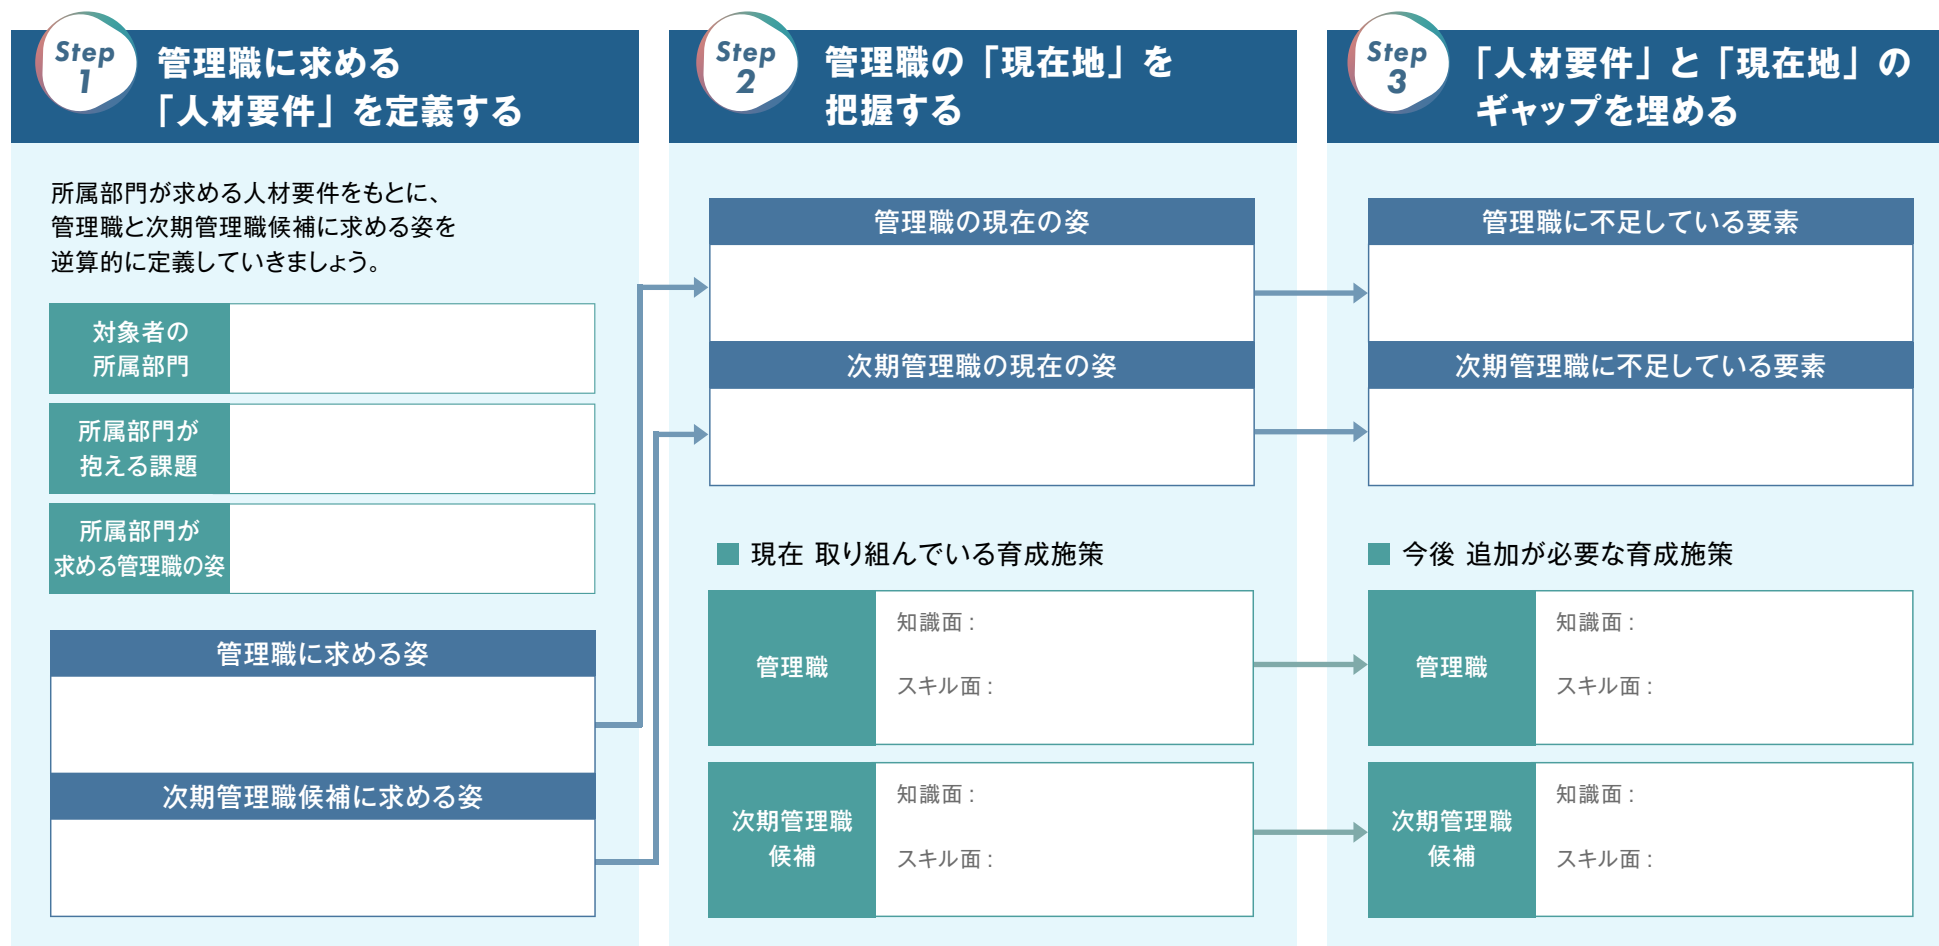 Step
1
管理職に求める
「人材要件」を定義する
所属部門が求める人材要件をもとに、
管理職と次期管理職候補に求める姿を
逆算的に定義していきましょう。
対象者の
所属部門
所属部門が
抱える課題
所属部門が
求める管理職の姿
管理職に求める姿
次期管理職候補に求める姿
Step
2
管理職の「現在地」を
把握する
管理職の現在の姿
次期管理職の現在の姿
現在 取り組んでいる育成施策
管理職
知識面：
スキル面：
次期管理職
候補
知識面：
スキル面：
Step
3
「人材要件」と「現在地」の
ギャップを埋める
管理職に不足している要素
次期管理職に不足している要素
今後 追加が必要な育成施策
管理職
知識面：
スキル面：
次期管理職
候補
知識面：
スキル面：